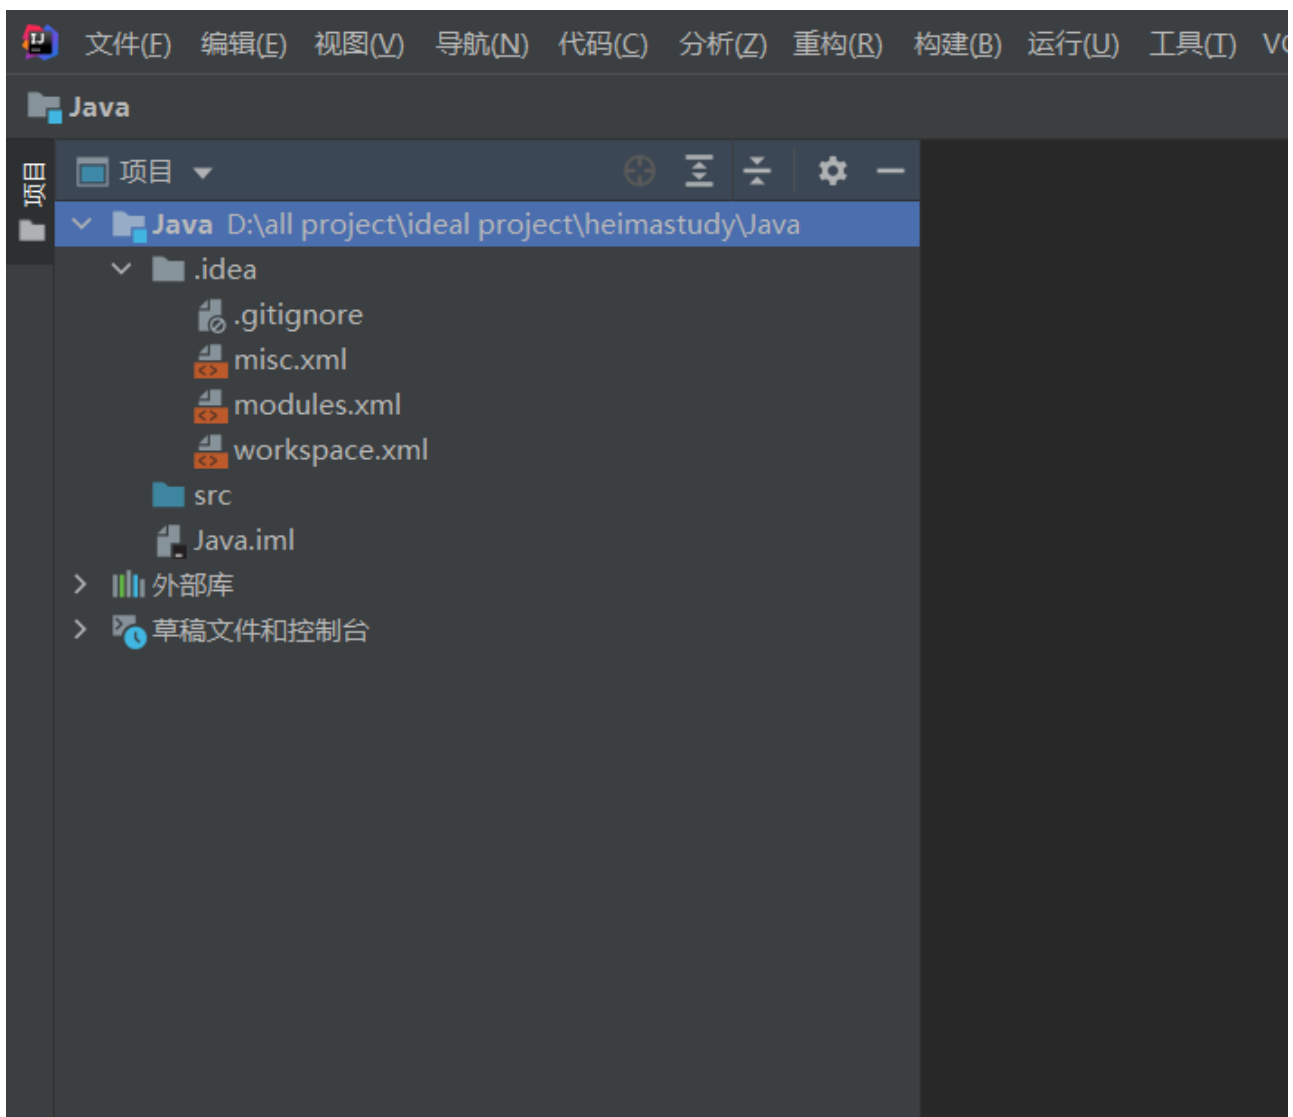 文件(F) 编辑(E) 视图(V) 导航(N) 代码(C) 分析(Z) 重构(R) 构建(B) 运行(U) 工具(T)
Java
项目
项目
Java D:\all project\ideal project\heimastudy\Java
.idea
.gitignore
misc.xml
modules.xml
workspace.xml
src
Java.iml
外部库
草稿文件和控制台